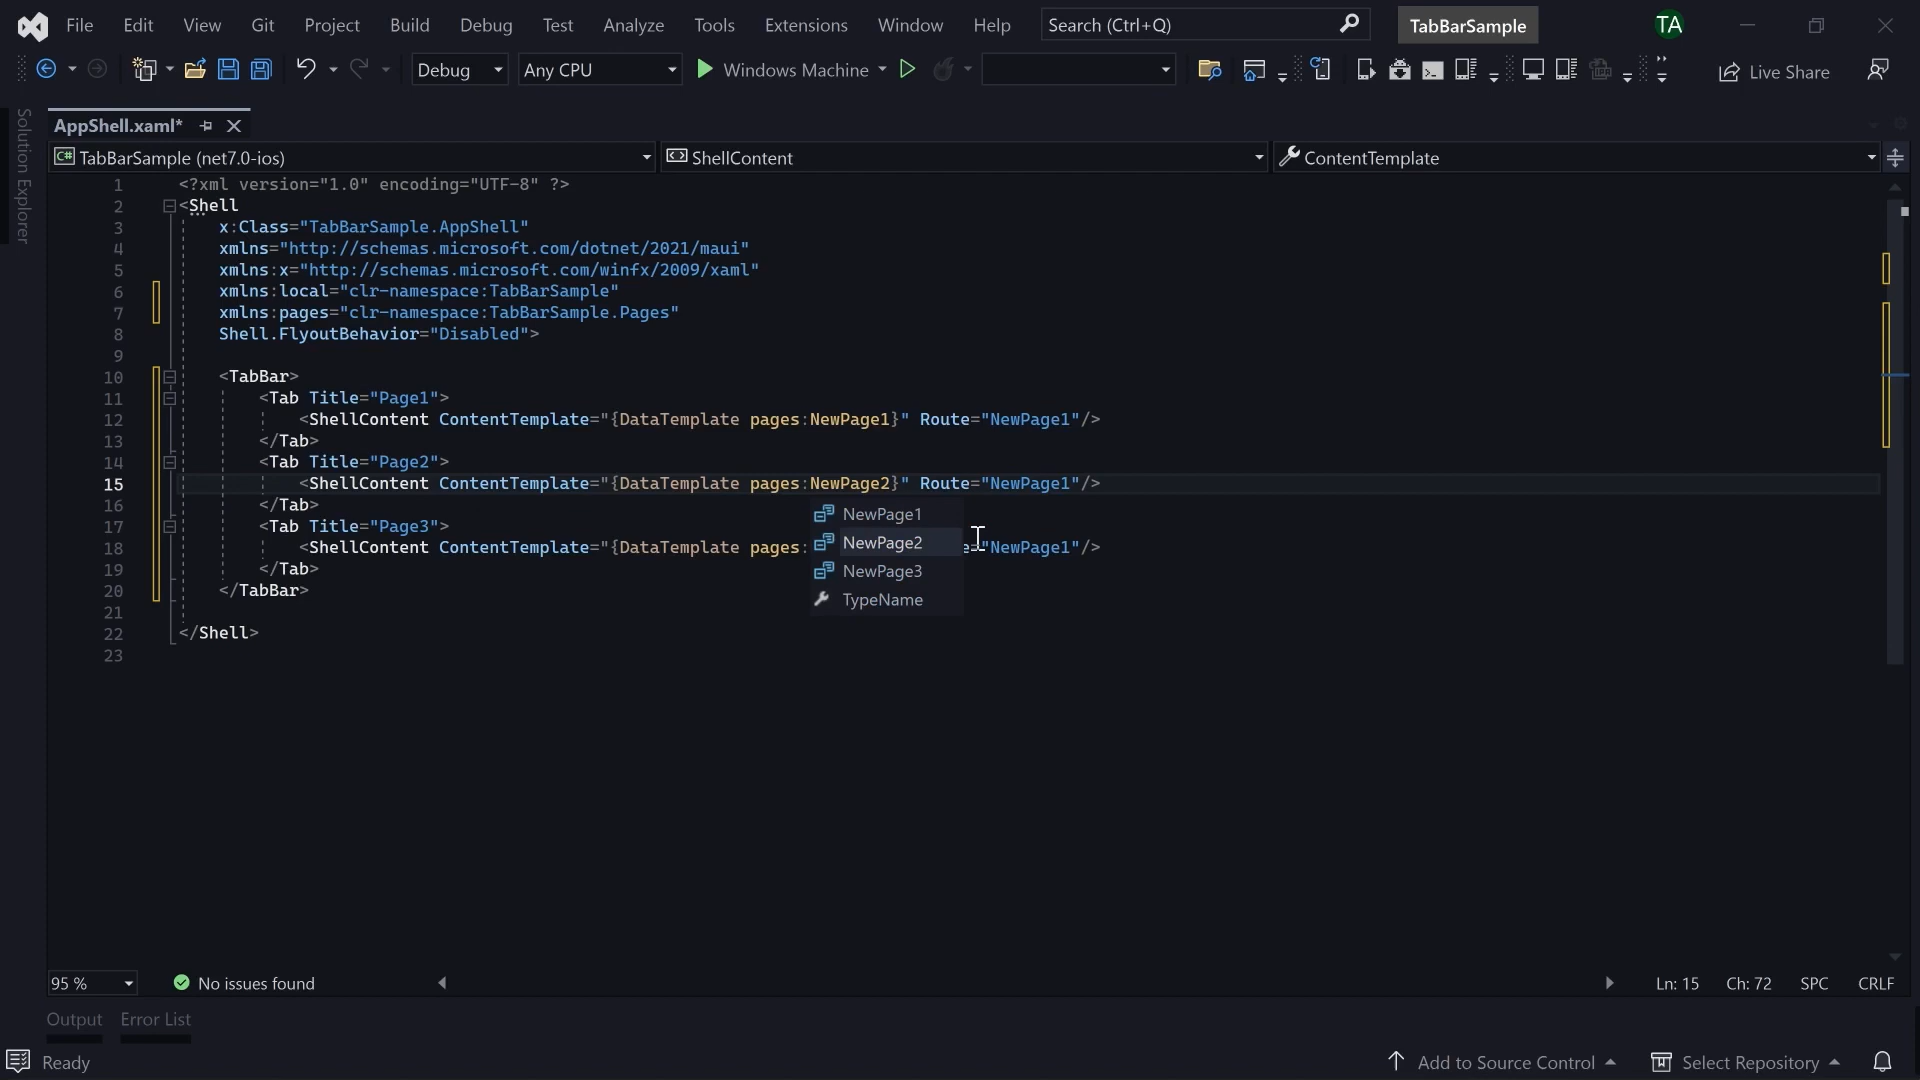 File Edit View Git Project Build Debug Test Analyze Tools Extensions Window Help Search (Ctrl+Q) TabBarSample TA
Debug Any CPU Windows Machine Live Share
Solution Explorer
AppShell.xaml*
TabBarSample (net7.0-ios) ShellContent ContentTemplate
1 <?xml version="1.0" encoding="UTF-8" ?>
2 <Shell
3 x:Class="TabBarSample.AppShell"
4 xmlns="http://schemas.microsoft.com/dotnet/2021/maui"
5 xmlns:x="http://schemas.microsoft.com/winfx/2009/xaml"
6 xmlns:local="clr-namespace:TabBarSample"
7 xmlns:pages="clr-namespace:TabBarSample.Pages"
8 Shell.FlyoutBehavior="Disabled">
9
10 <TabBar>
11 <Tab Title="Page1">
12 <ShellContent ContentTemplate="{DataTemplate pages:NewPage1}" Route="NewPage1"/>
13 </Tab>
14 <Tab Title="Page2">
15 <ShellContent ContentTemplate="{DataTemplate pages:NewPage2}" Route="NewPage1"/>
16 </Tab>
NewPage1
17 <Tab Title="Page3">
NewPage2
18 <ShellContent ContentTemplate="{DataTemplate pages: e="NewPage1"/>
19 </Tab>
NewPage3
20 </TabBar>
TypeName
21
22 </Shell>
23
95 % No issues found Ln: 15 Ch: 72 SPC CRLF
Output Error List
Ready Add to Source Control Select Repository